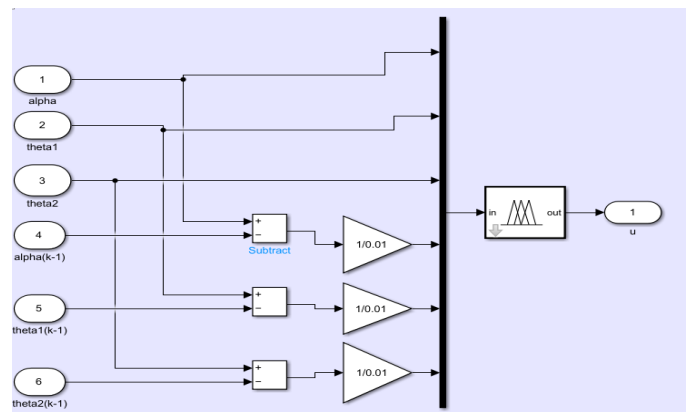 1
alpha
2
theta1
3
theta2
4
alpha(k-1)
+
−
Subtract
1/0.01
in
out
1
u
5
theta1(k-1)
+
−
1/0.01
6
theta2(k-1)
+
−
1/0.01